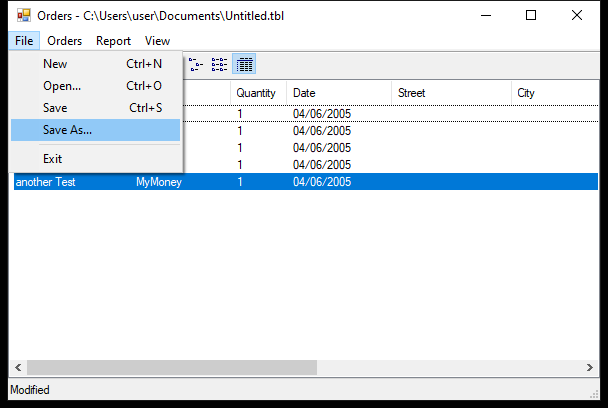 Orders - C:\Users\user\Documents\Untitled.tbl
File Orders Report View
New Ctrl+N
Open... Ctrl+O
Save Ctrl+S
Save As...
Exit
Quantity Date Street City
1 04/06/2005
1 04/06/2005
1 04/06/2005
1 04/06/2005
another Test MyMoney 1 04/06/2005
Modified